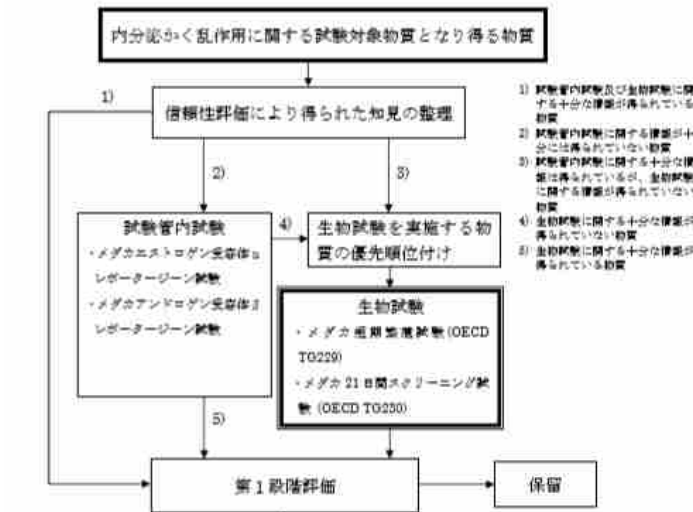 内分泌かく乱作用に関する試験対象物質となり得る物質
1)
信頼性評価により得られた知見の整理
2)
3)
試験管内試験
・メダカエストロゲン受容体α
レポータージーン試験
・メダカアンドロゲン受容体β
レポータージーン試験
4)
生物試験を実施する物
質の優先順位付け
生物試験
・メダカ短期繁殖試験(OECD
TG229)
・メダカ21日間スクリーニング試
験 (OECD TG230)
5)
第1段階評価
保留
1) 試験管内試験及び生物試験に関
する十分な情報が得られている
物質
2) 試験管内試験に関する情報が十
分には得られていない物質
3) 試験管内試験に関する十分な情
報は得られているが、生物試験
に関する情報が得られていない
物質
4) 生物試験に関する十分な情報が
得られていない物質
5) 生物試験に関する十分な情報が
得られている物質